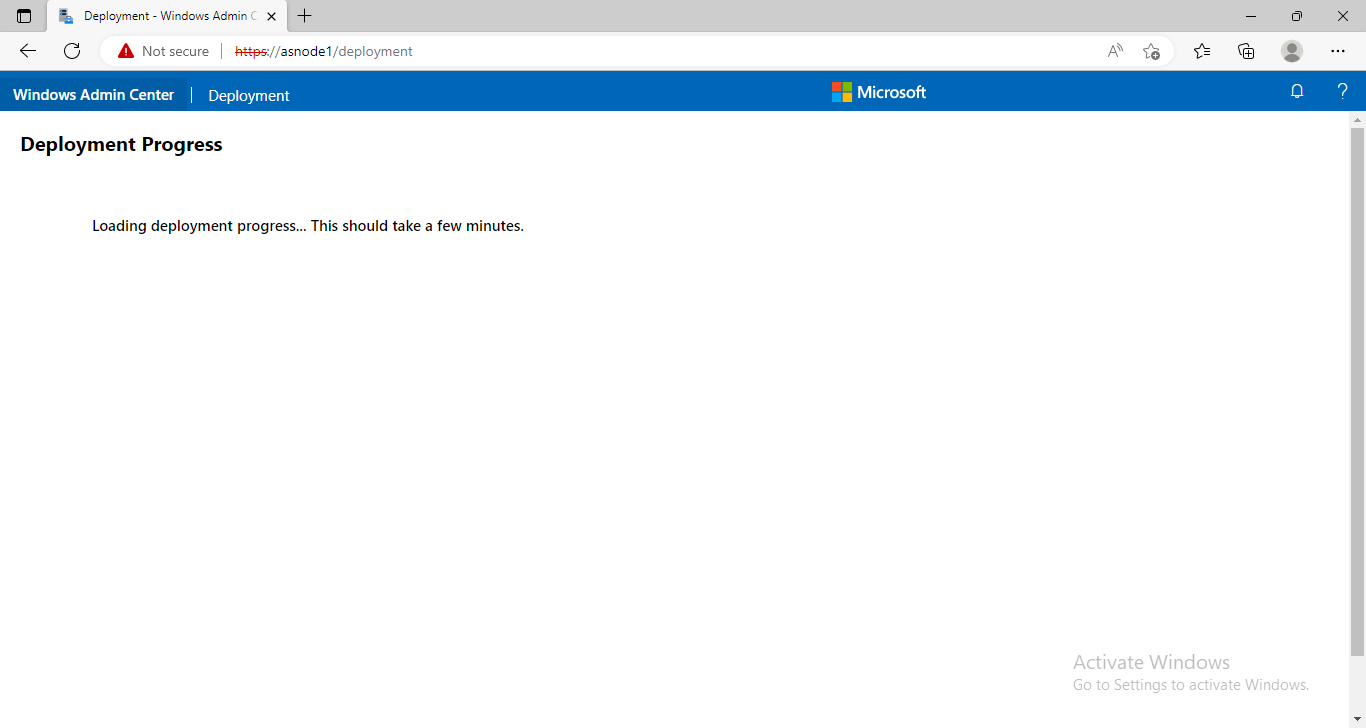 Deployment - Windows Admin C
Not secure
https://asnode1/deployment
Windows Admin Center
Deployment
Microsoft
Deployment Progress
Loading deployment progress... This should take a few minutes.
Activate Windows
Go to Settings to activate Windows.